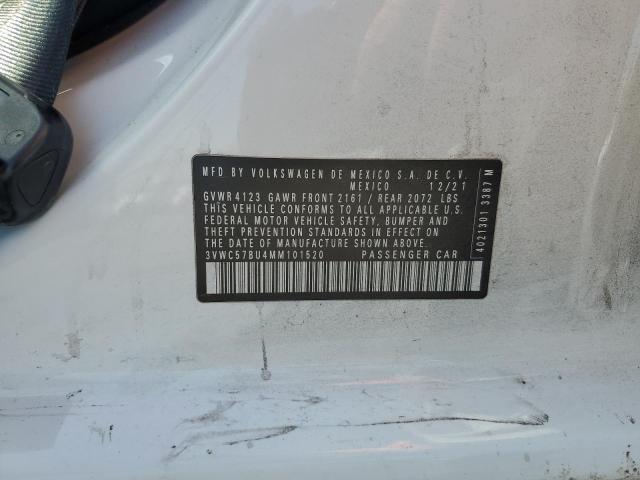 MFD BY VOLKSWAGEN DE MEXICO S.A. DE C.V.
MEXICO 12/21
GVWR 4123 GAWR FRONT 2161 / REAR 2072 LBS
THIS VEHICLE CONFORMS TO ALL APPLICABLE U.S.
FEDERAL MOTOR VEHICLE SAFETY, BUMPER AND
THEFT PREVENTION STANDARDS IN EFFECT ON
THE DATE OF MANUFACTURE SHOWN ABOVE
3VWC57BU4MM101520 PASSENGER CAR
4021301 3387 M